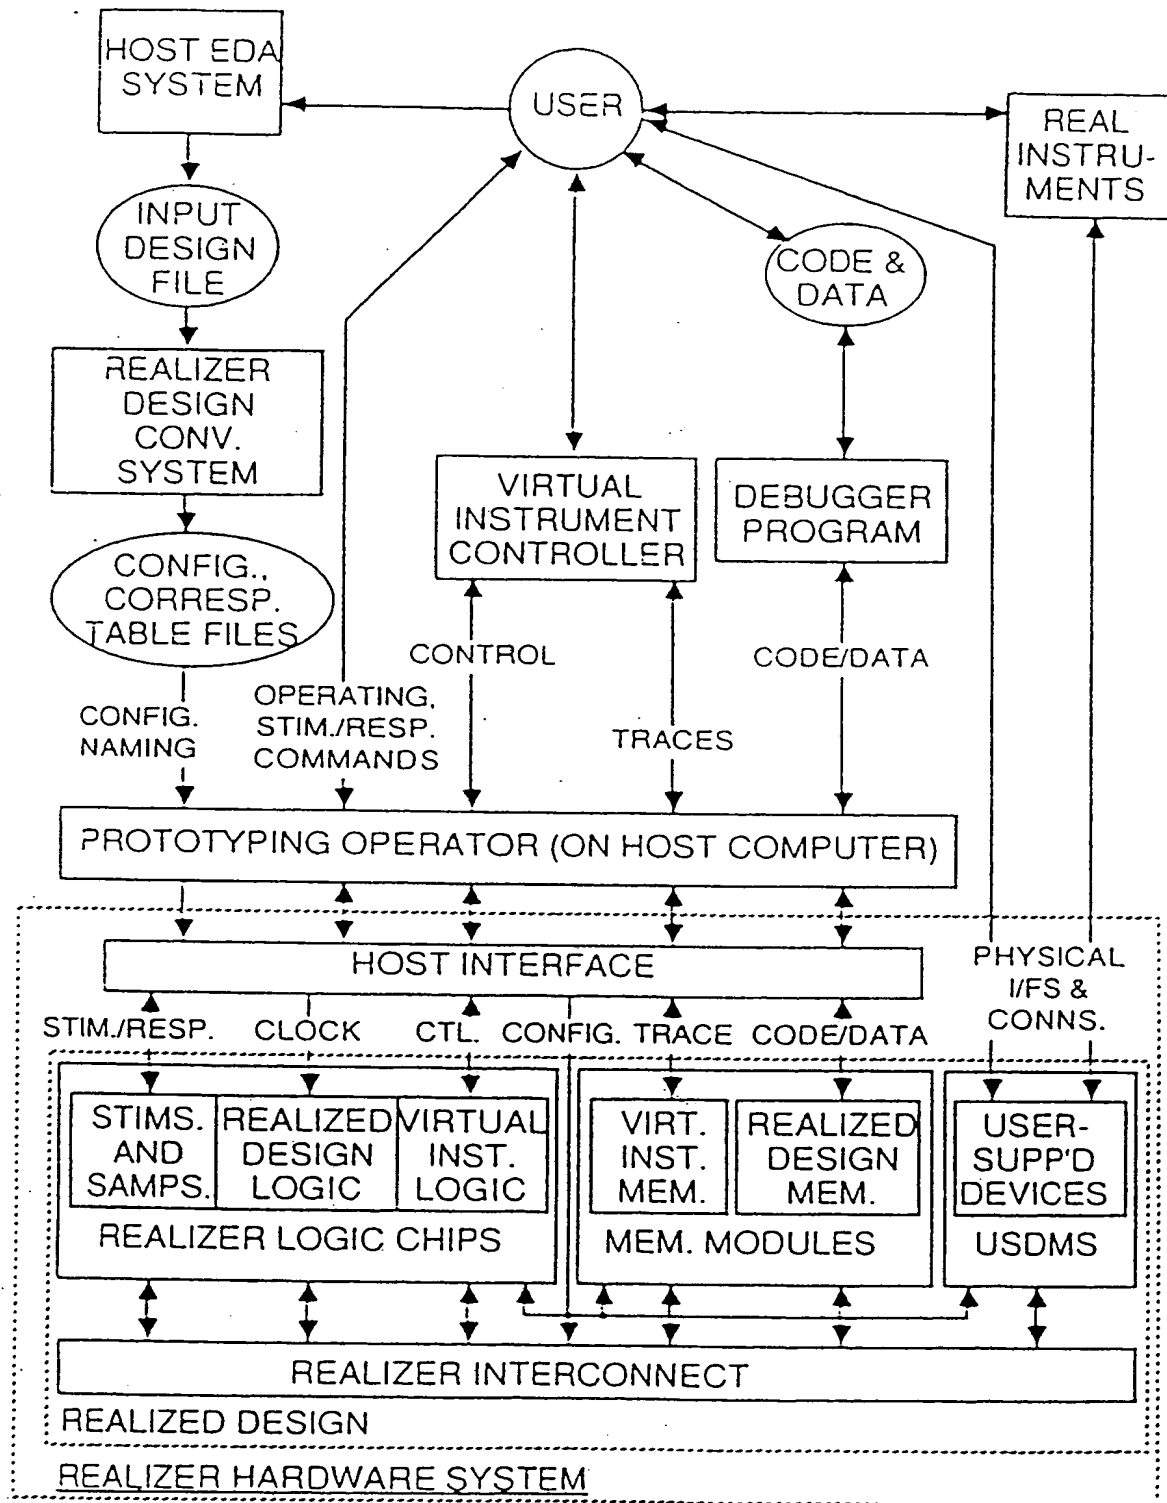 HOST EDA
SYSTEM
USER
REAL
INSTRU-
MENTS
INPUT
DESIGN
FILE
CODE &
DATA
REALIZER
DESIGN
CONV.
SYSTEM
VIRTUAL
INSTRUMENT
CONTROLLER
DEBUGGER
PROGRAM
CONFIG.,
CORRESP.
TABLE FILES
CONTROL
CODE/DATA
CONFIG.
NAMING
OPERATING,
STIM./RESP.
COMMANDS
TRACES
PROTOTYPING OPERATOR (ON HOST COMPUTER)
HOST INTERFACE
PHYSICAL
I/FS &
CONNS.
STIM./RESP.
CLOCK
CTL.
CONFIG.
TRACE
CODE/DATA
STIMS.
AND
SAMPS.
REALIZED
DESIGN
LOGIC
VIRTUAL
INST.
LOGIC
VIRT.
INST.
MEM.
REALIZED
DESIGN
MEM.
USER-
SUPP'D
DEVICES
REALIZER LOGIC CHIPS
MEM. MODULES
USDMS
REALIZER INTERCONNECT
REALIZED DESIGN
REALIZER HARDWARE SYSTEM